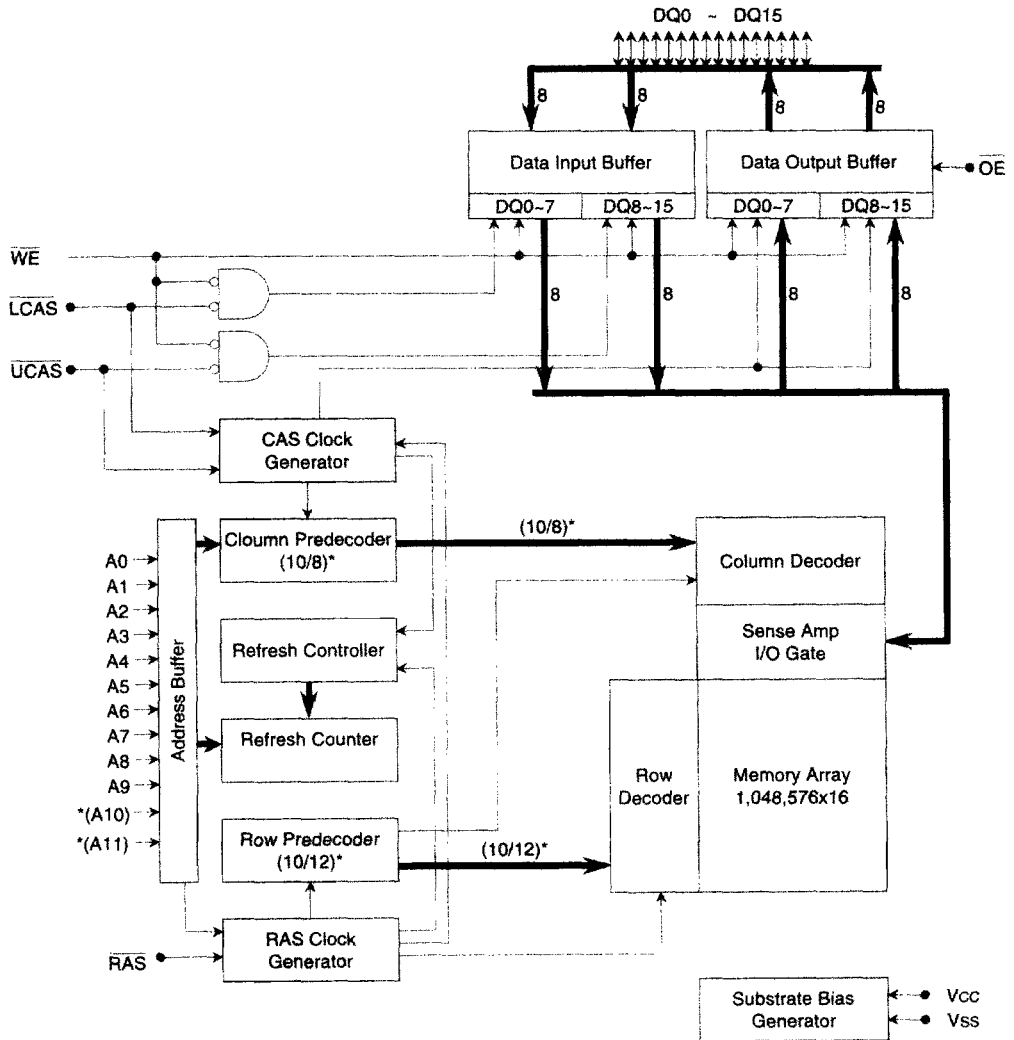 DQ0 ~ DQ15
8 8 8 8
Data Input Buffer
Data Output Buffer
OE
DQ0~7 DQ8~15
DQ0~7 DQ8~15
WE
LCAS
8 8 8 8
UCAS
CAS Clock
Generator
Cloumn Predecoder
(10/8)*
(10/8)*
Column Decoder
A0
A1
A2
A3
A4
A5
A6
A7
A8
A9
*(A10)
*(A11)
Address Buffer
Refresh Controller
Sense Amp
I/O Gate
Refresh Counter
Row
Decoder
Memory Array
1,048,576x16
Row Predecoder
(10/12)*
(10/12)*
RAS
RAS Clock
Generator
Substrate Bias
Generator
Vcc
Vss